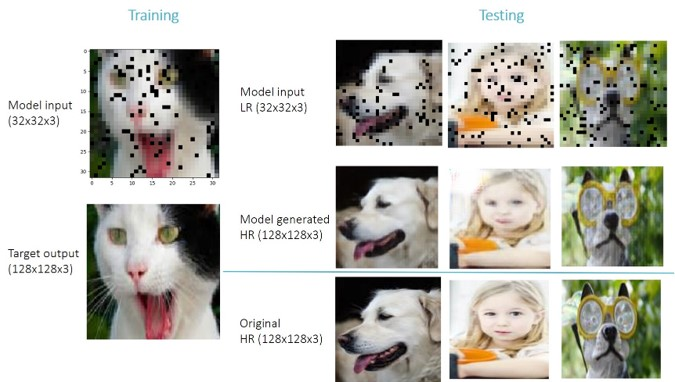 Training
Testing
Model input
(32x32x3)
0
5
10
15
20
25
30
0 5 10 15 20 25 30
Model input
LR (32x32x3)
Target output
(128x128x3)
Model generated
HR (128x128x3)
Original
HR (128x128x3)